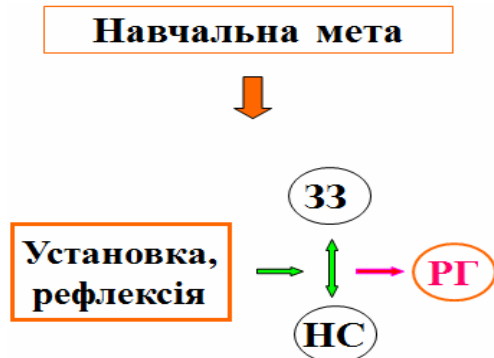 Навчальна мета
ЗЗ
Установка,
рефлексія
РГ
НС